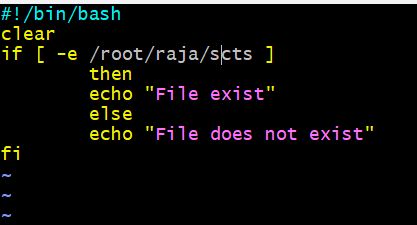 #!/bin/bash
clear
if [ -e /root/raja/scts ]
        then
        echo "File exist"
        else
        echo "File does not exist"
fi
~
~
~